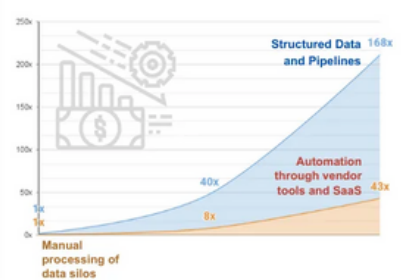 250x
Structured Data 168x
and Pipelines
200x
150x
Automation
through vendor
tools and SaaS
100x
40x
43x
50x
8x
1x
1x
0x
$
Manual
processing of
data silos